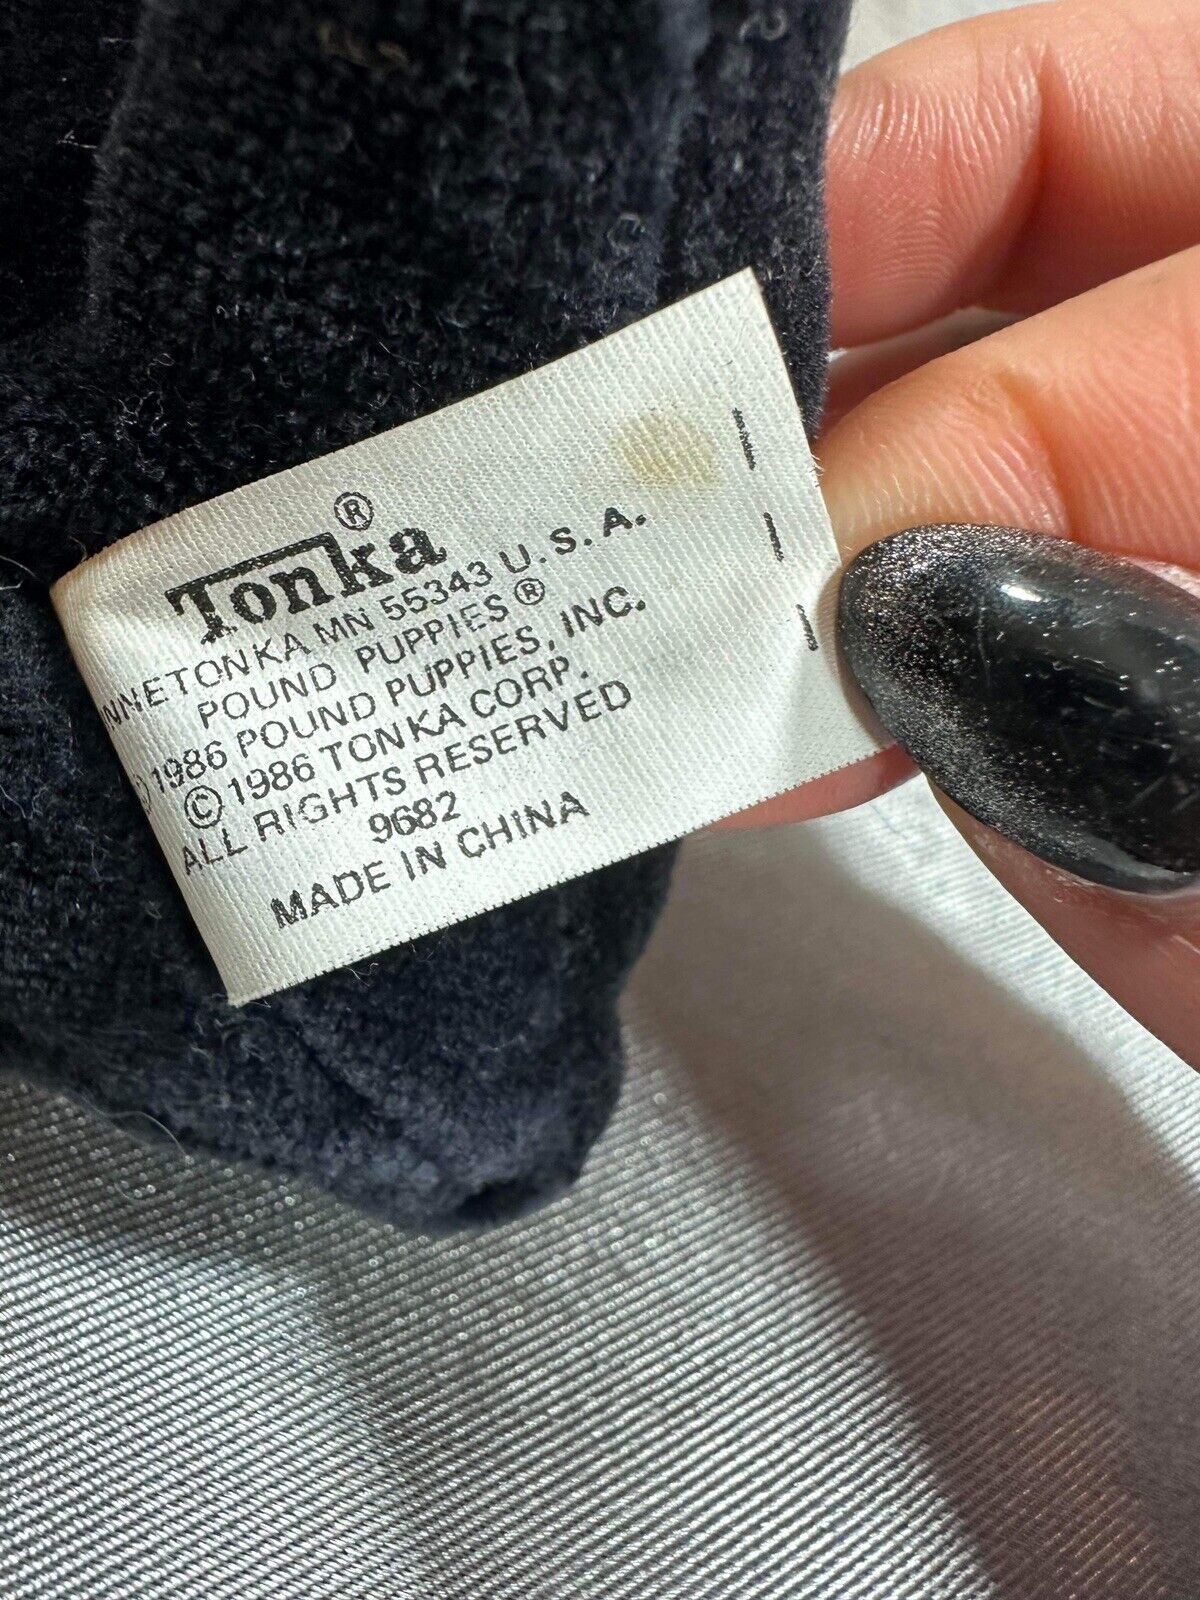 Tonka®
NNETONKA MN 55343 U.S.A.
POUND PUPPIES®
© 1986 POUND PUPPIES, INC.
© 1986 TONKA CORP.
ALL RIGHTS RESERVED
9682
MADE IN CHINA